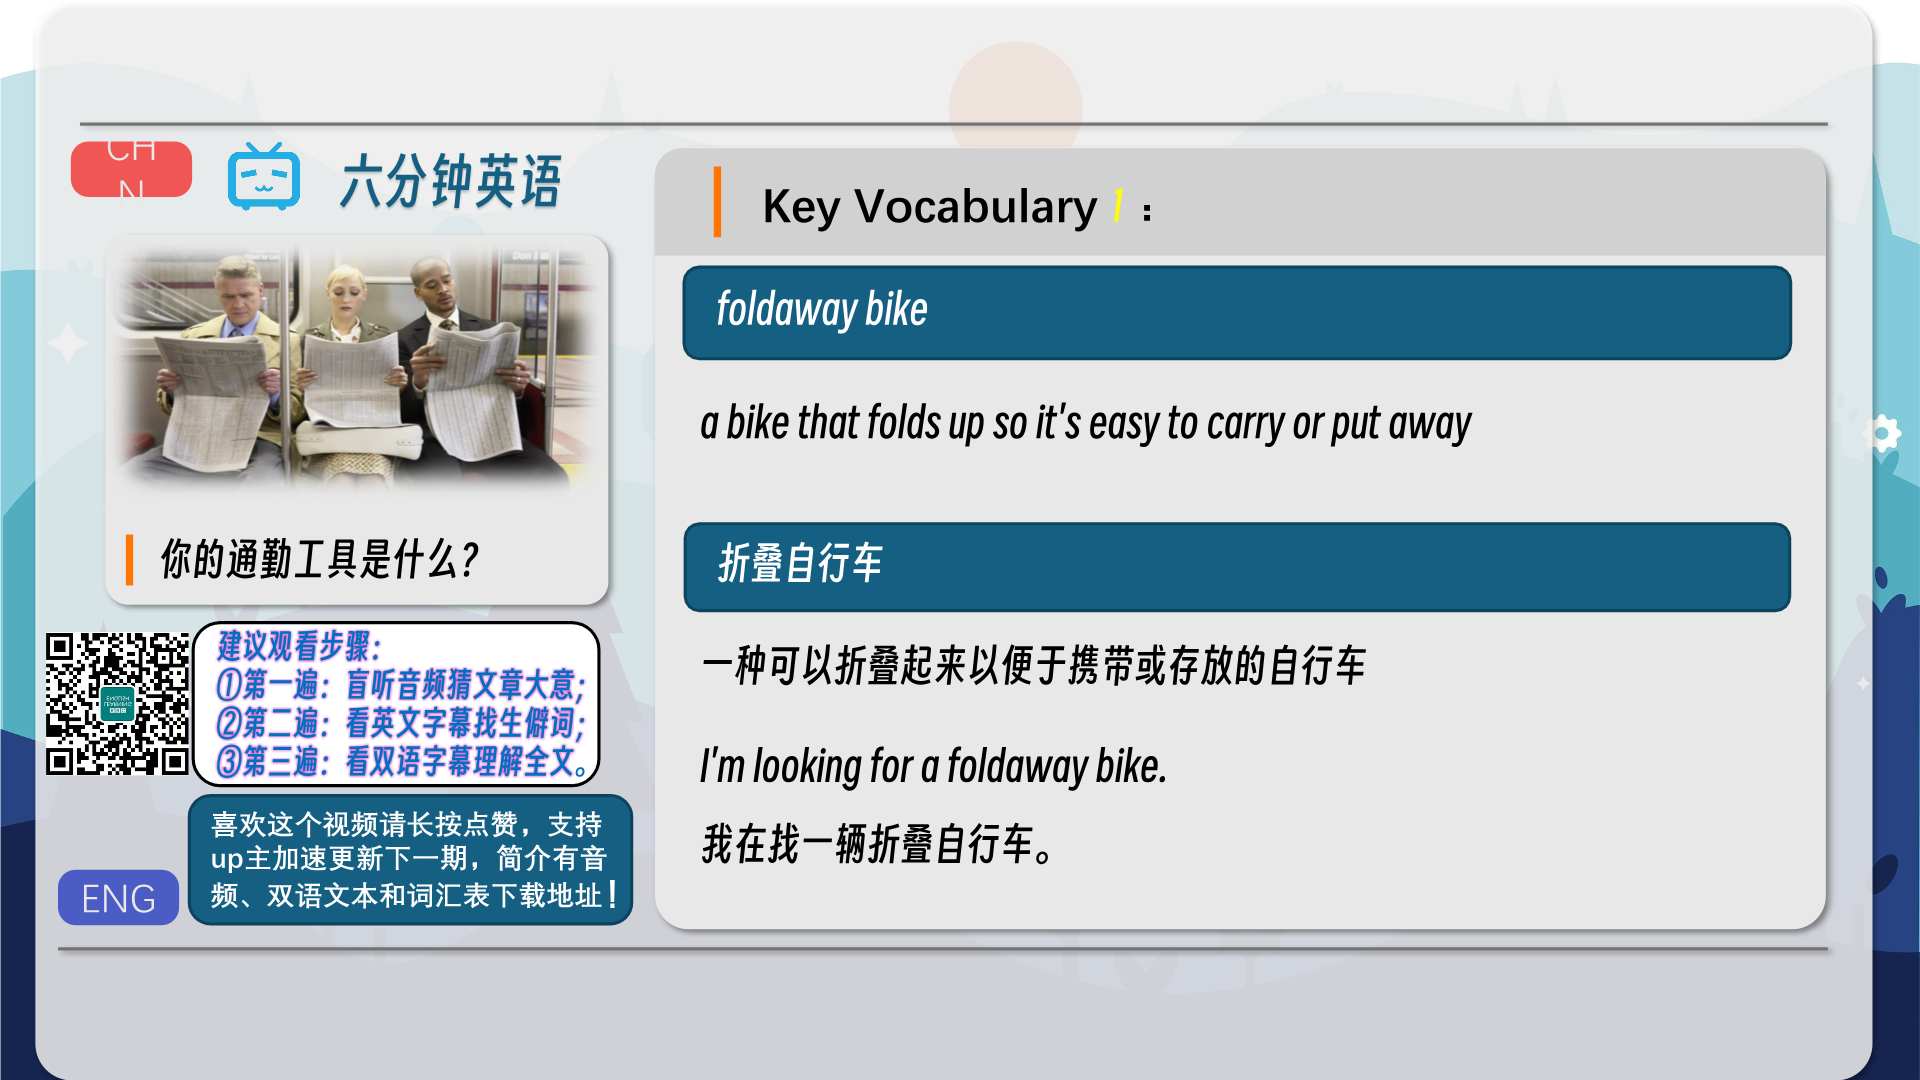 CH
N
六分钟英语
你的通勤工具是什么？
建议观看步骤：
①第一遍：盲听音频猜文章大意；
②第二遍：看英文字幕找生僻词；
③第三遍：看双语字幕理解全文。
喜欢这个视频请长按点赞，支持
up主加速更新下一期，简介有音
频、双语文本和词汇表下载地址！
ENG
Key Vocabulary 1：
foldaway bike
a bike that folds up so it's easy to carry or put away
折叠自行车
一种可以折叠起来以便于携带或存放的自行车
I'm looking for a foldaway bike.
我在找一辆折叠自行车。